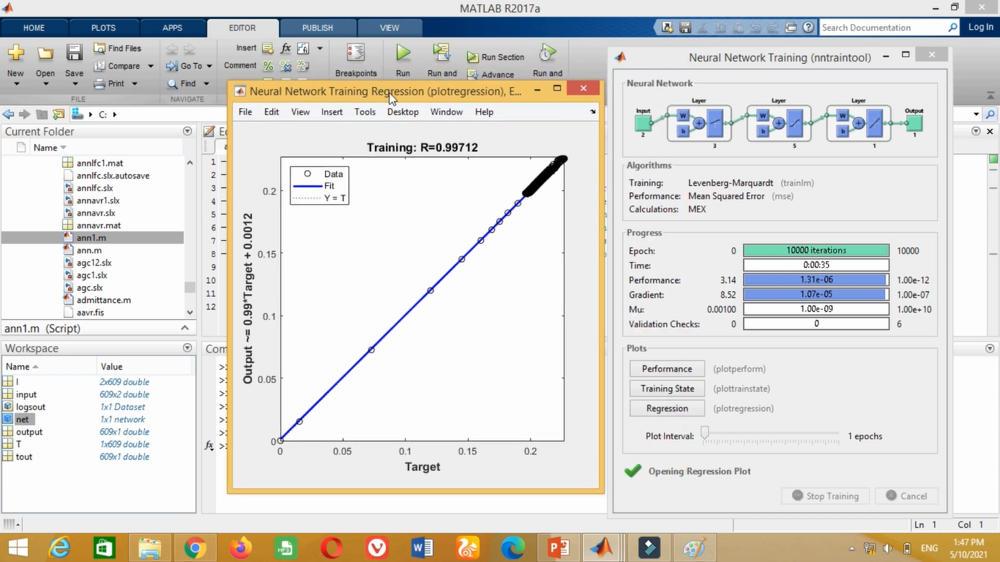 MATLAB R2017a
HOME
PLOTS
APPS
EDITOR
PUBLISH
VIEW
Search Documentation
Log In
New
Open
Save
Find Files
Compare
Print
Go To
Find
Insert
fx
Comment
%
Breakpoints
Run
Run and
Run Section
Advance
Run and
FILE
NAVIGATE
C:
Current Folder
Name
annlfc1.mat
annlfc.slx.autosave
annlfc.slx
annavr1.slx
annavr.slx
annavr.mat
ann1.m
ann.m
agc12.slx
agc1.slx
agc.slx
admittance.m
aavr.fis
ann1.m (Script)
Workspace
Name
Value
I
2x609 double
input
609x2 double
logsout
1x1 Dataset
net
1x1 network
output
609x1 double
T
1x609 double
tout
609x1 double
1
2
3
4
5
6
7
8
9
10
11
12
Com
>>
>>
>>
>>
>>
fx >>
Neural Network Training Regression (plotregression), E...
File
Edit
View
Insert
Tools
Desktop
Window
Help
Training: R=0.99712
Data
Fit
Y = T
Output ~= 0.99*Target + 0.0012
0.2
0.15
0.1
0.05
0
0
0.05
0.1
0.15
0.2
Target
Neural Network Training (nntraintool)
Neural Network
Layer
Layer
Layer
Input
Output
W
b
W
b
W
b
2
3
5
1
1
Algorithms
Training: Levenberg-Marquardt (trainlm)
Performance: Mean Squared Error (mse)
Calculations: MEX
Progress
Epoch: 0 10000 iterations 10000
Time: 0:00:35
Performance: 3.14 1.31e-06 1.00e-12
Gradient: 8.52 1.07e-05 1.00e-07
Mu: 0.00100 1.00e-09 1.00e+10
Validation Checks: 0 0 6
Plots
Performance (plotperform)
Training State (plottrainstate)
Regression (plotregression)
Plot Interval: 1 epochs
Opening Regression Plot
Stop Training
Cancel
Ln 1 Col 1
ENG
1:47 PM
5/10/2021